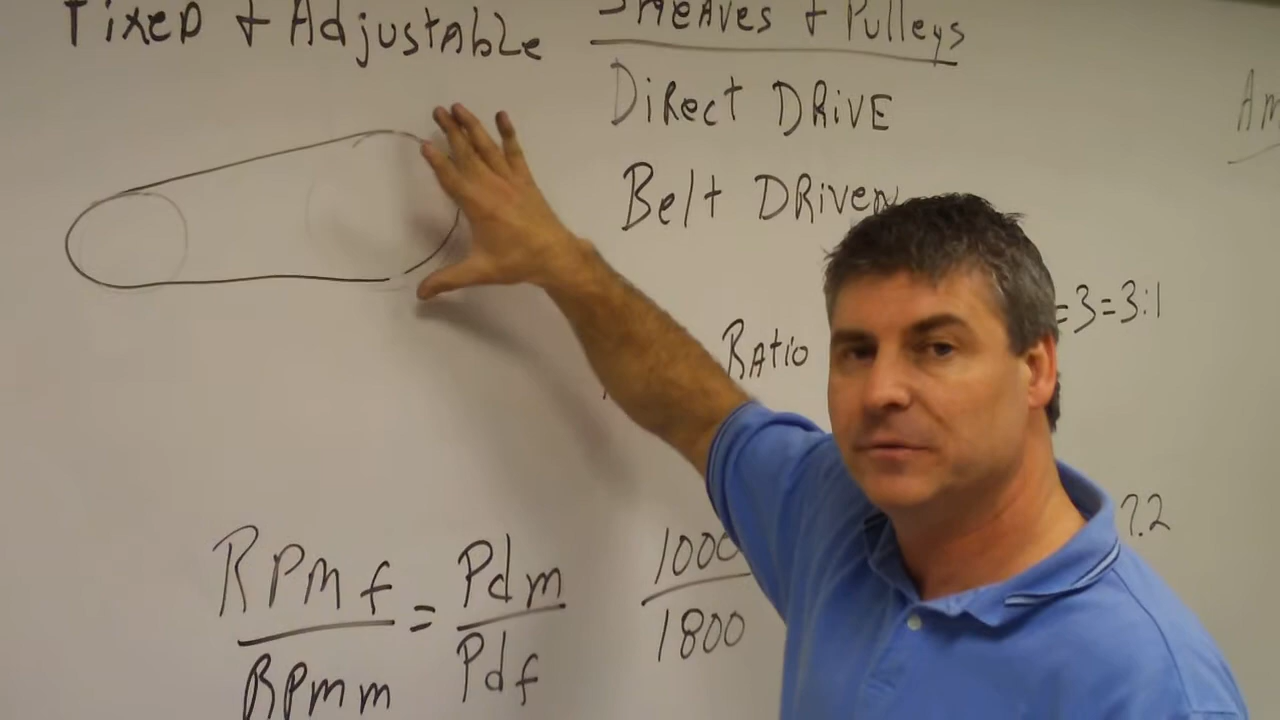 Fixed + Adjustable Sheaves + Pulleys
Direct Drive
Belt Driven
=3=3:1
Ratio
?.2
RPMf = Pdm 1000
RPMm Pdf 1800